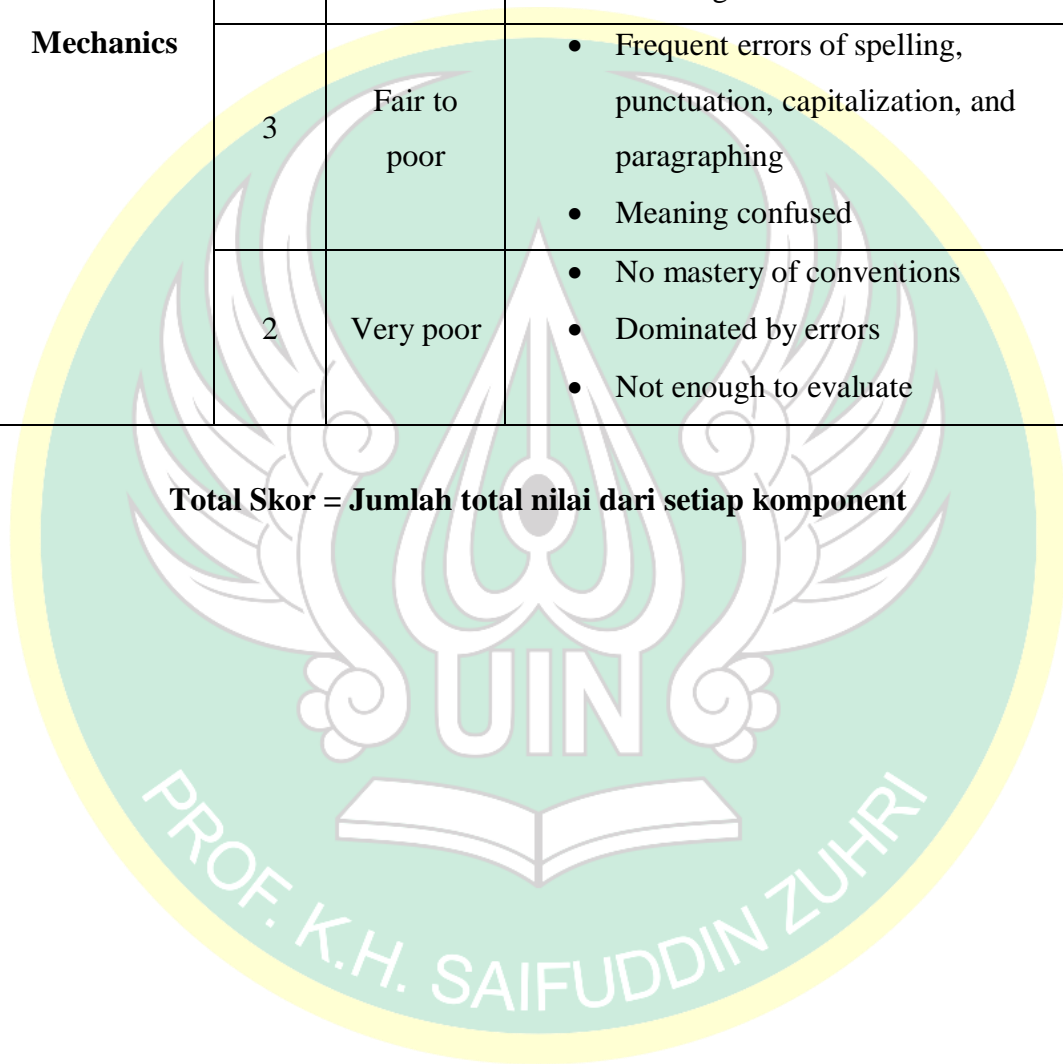 Mechanics
3
Fair to
poor
• Frequent errors of spelling,
punctuation, capitalization, and
paragraphing
• Meaning confused
2
Very poor
• No mastery of conventions
• Dominated by errors
• Not enough to evaluate
Total Skor = Jumlah total nilai dari setiap komponent
UIN
PROF. K.H. SAIFUDDIN ZUHRI